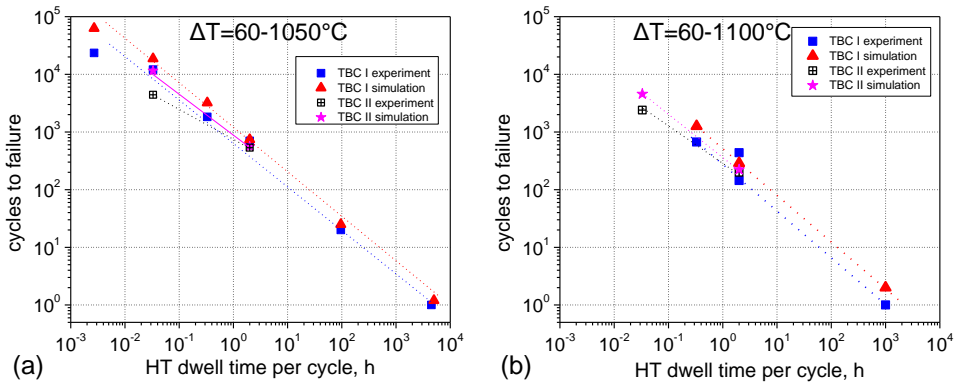 ΔT=60-1050°C
TBC I experiment
TBC I simulation
TBC II experiment
TBC II simulation
cycles to failure
10^5
10^4
10^3
10^2
10^1
10^0
10^-3 10^-2 10^-1 10^0 10^1 10^2 10^3 10^4
HT dwell time per cycle, h
(a)
ΔT=60-1100°C
TBC I experiment
TBC I simulation
TBC II experiment
TBC II simulation
cycles to failure
10^5
10^4
10^3
10^2
10^1
10^0
10^-3 10^-2 10^-1 10^0 10^1 10^2 10^3 10^4
HT dwell time per cycle, h
(b)